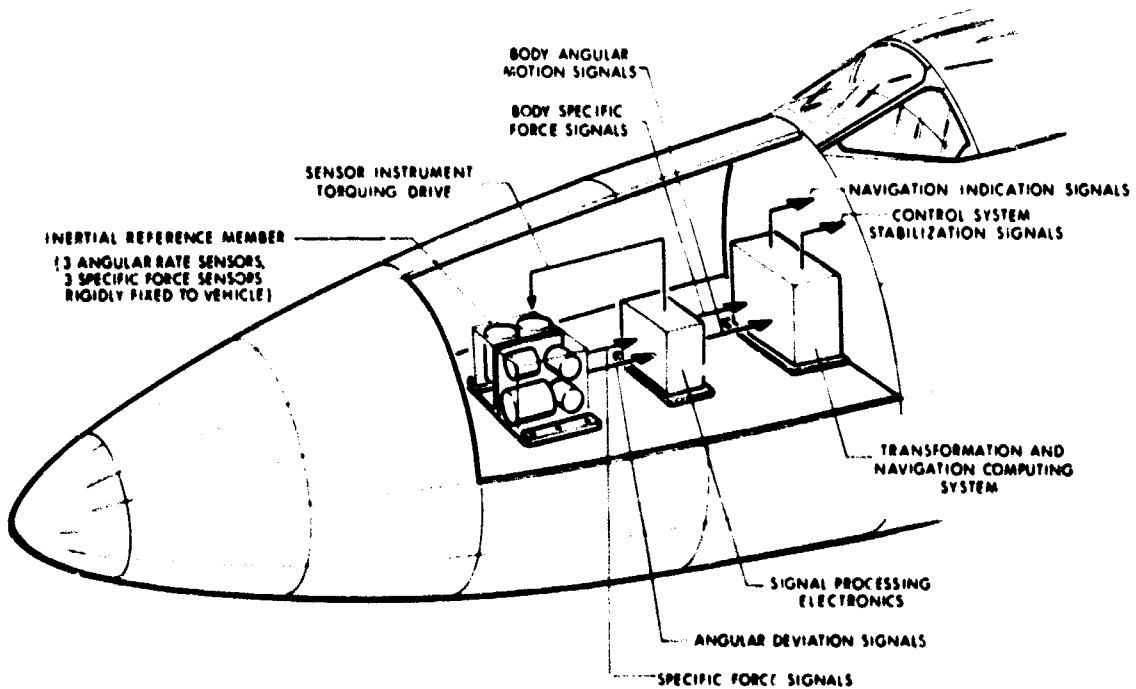 BODY ANGULAR
MOTION SIGNALS
BODY SPECIFIC
FORCE SIGNALS
SENSOR INSTRUMENT
TORQUING DRIVE
INERTIAL REFERENCE MEMBER
(3 ANGULAR RATE SENSORS,
3 SPECIFIC FORCE SENSORS
RIGIDLY FIXED TO VEHICLE)
NAVIGATION INDICATION SIGNALS
CONTROL SYSTEM
STABILIZATION SIGNALS
TRANSFORMATION AND
NAVIGATION COMPUTING
SYSTEM
SIGNAL PROCESSING
ELECTRONICS
ANGULAR DEVIATION SIGNALS
SPECIFIC FORCE SIGNALS